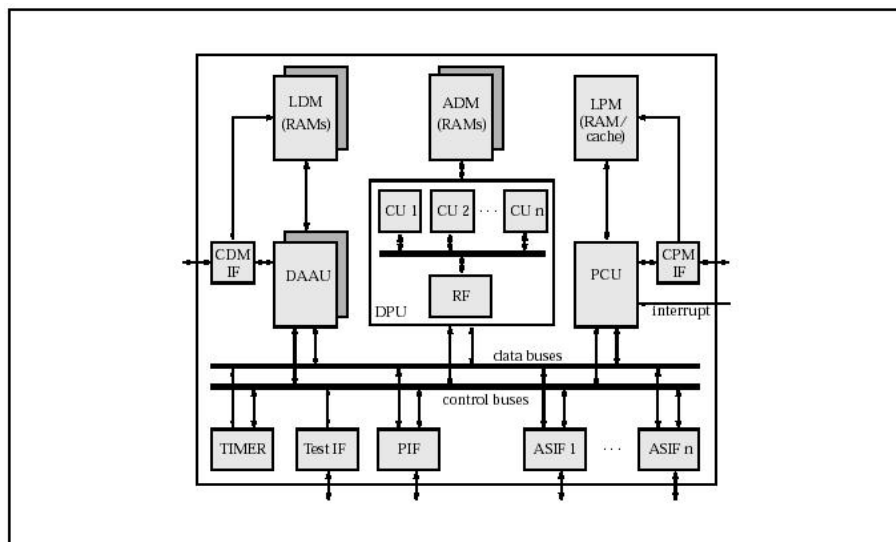 LDM
(RAMs)
ADM
(RAMs)
LPM
(RAM/
cache)
CU 1
CU 2
···
CU n
CDM
IF
DAAU
RF
DPU
PCU
CPM
IF
interrupt
data buses
control buses
TIMER
Test IF
PIF
ASIF 1
···
ASIF n